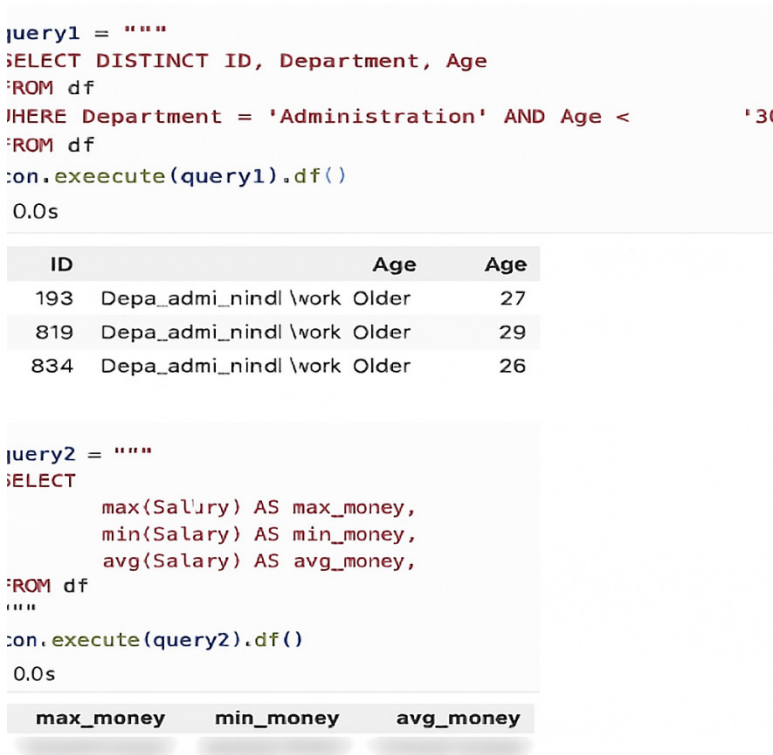 query1 = """
SELECT DISTINCT ID, Department, Age
FROM df
WHERE Department = 'Administration' AND Age < '30
FROM df
con.exeecute(query1).df()
0.0s
ID Age Age
193 Depa_admi_nindl \work Older 27
819 Depa_admi_nindl \work Older 29
834 Depa_admi_nindl \work Older 26
query2 = """
SELECT
max(Salury) AS max_money,
min(Salary) AS min_money,
avg(Salary) AS avg_money,
FROM df
"""
con.execute(query2).df()
0.0s
max_money min_money avg_money